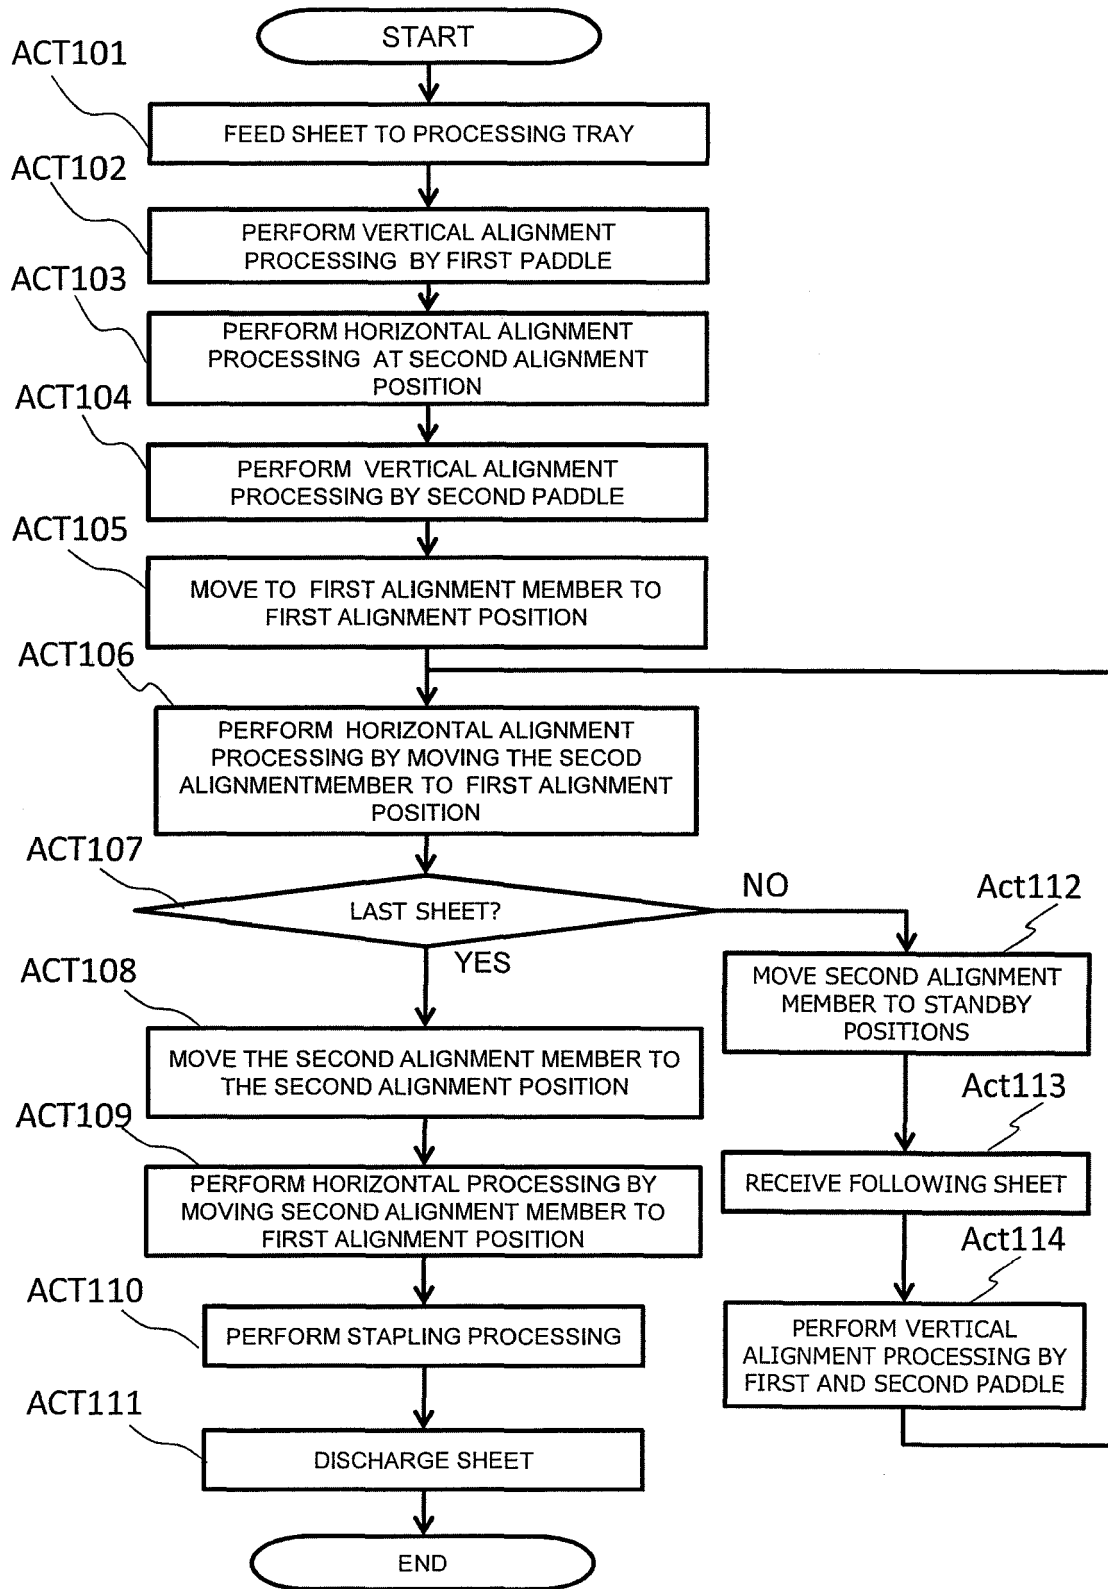 START
ACT101
FEED SHEET TO PROCESSING TRAY
ACT102
PERFORM VERTICAL ALIGNMENT
PROCESSING BY FIRST PADDLE
ACT103
PERFORM HORIZONTAL ALIGNMENT
PROCESSING AT SECOND ALIGNMENT
POSITION
ACT104
PERFORM VERTICAL ALIGNMENT
PROCESSING BY SECOND PADDLE
ACT105
MOVE TO FIRST ALIGNMENT MEMBER TO
FIRST ALIGNMENT POSITION
ACT106
PERFORM HORIZONTAL ALIGNMENT
PROCESSING BY MOVING THE SECOD
ALIGNMENTMEMBER TO FIRST ALIGNMENT
POSITION
ACT107
LAST SHEET?
NO
YES
ACT108
MOVE THE SECOND ALIGNMENT MEMBER TO
THE SECOND ALIGNMENT POSITION
ACT109
PERFORM HORIZONTAL PROCESSING BY
MOVING SECOND ALIGNMENT MEMBER TO
FIRST ALIGNMENT POSITION
ACT110
PERFORM STAPLING PROCESSING
ACT111
DISCHARGE SHEET
END
Act112
MOVE SECOND ALIGNMENT
MEMBER TO STANDBY
POSITIONS
Act113
RECEIVE FOLLOWING SHEET
Act114
PERFORM VERTICAL
ALIGNMENT PROCESSING BY
FIRST AND SECOND PADDLE